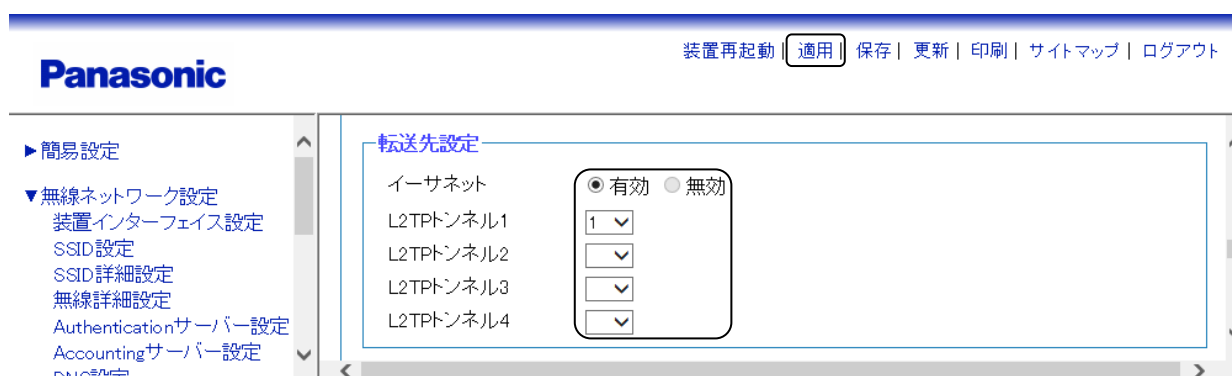 装置再起動 | 適用 | 保存 | 更新 | 印刷 | サイトマップ | ログアウト
Panasonic
▶簡易設定
▼無線ネットワーク設定
装置インターフェイス設定
SSID設定
SSID詳細設定
無線詳細設定
Authenticationサーバー設定
Accountingサーバー設定
DNS設定
転送先設定
イーサネット 有効 無効
L2TPトンネル1 1
L2TPトンネル2
L2TPトンネル3
L2TPトンネル4